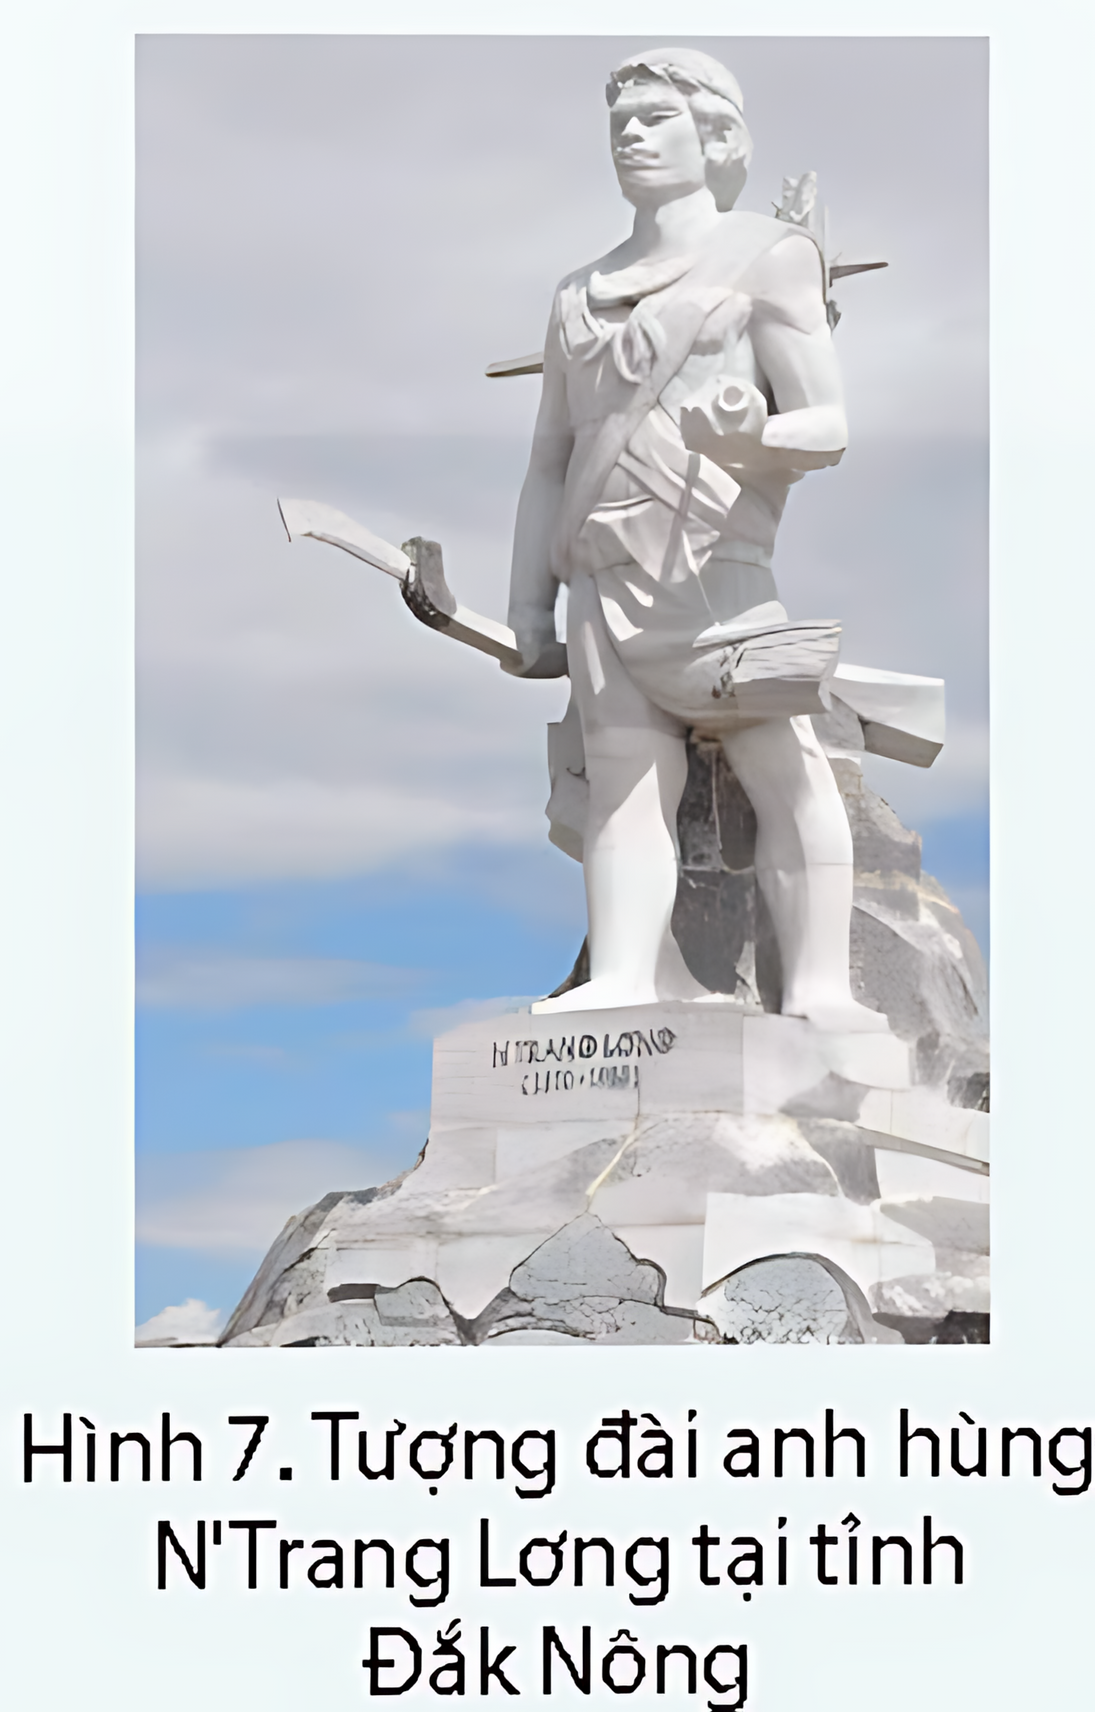 Hình 7. Tượng đài anh hùng
N'Trang Lơng tại tỉnh
Đắk Nông